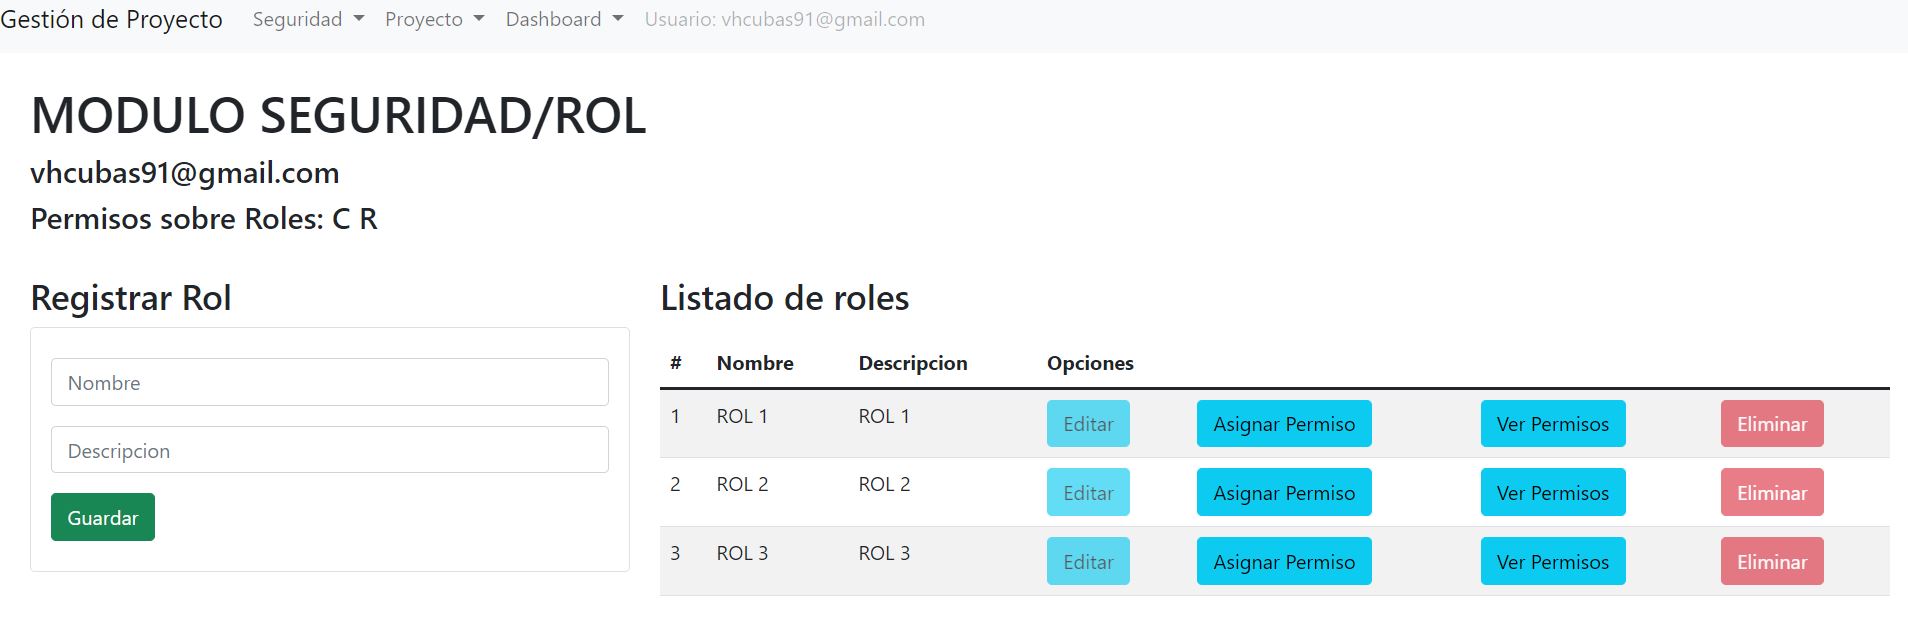 Gestión de Proyecto Seguridad Proyecto Dashboard Usuario: vhcubas91@gmail.com
MODULO SEGURIDAD/ROL
vhcubas91@gmail.com
Permisos sobre Roles: C R
Registrar Rol
Nombre
Descripcion
Guardar
Listado de roles
# Nombre Descripcion Opciones
1 ROL 1 ROL 1 Editar Asignar Permiso Ver Permisos Eliminar
2 ROL 2 ROL 2 Editar Asignar Permiso Ver Permisos Eliminar
3 ROL 3 ROL 3 Editar Asignar Permiso Ver Permisos Eliminar